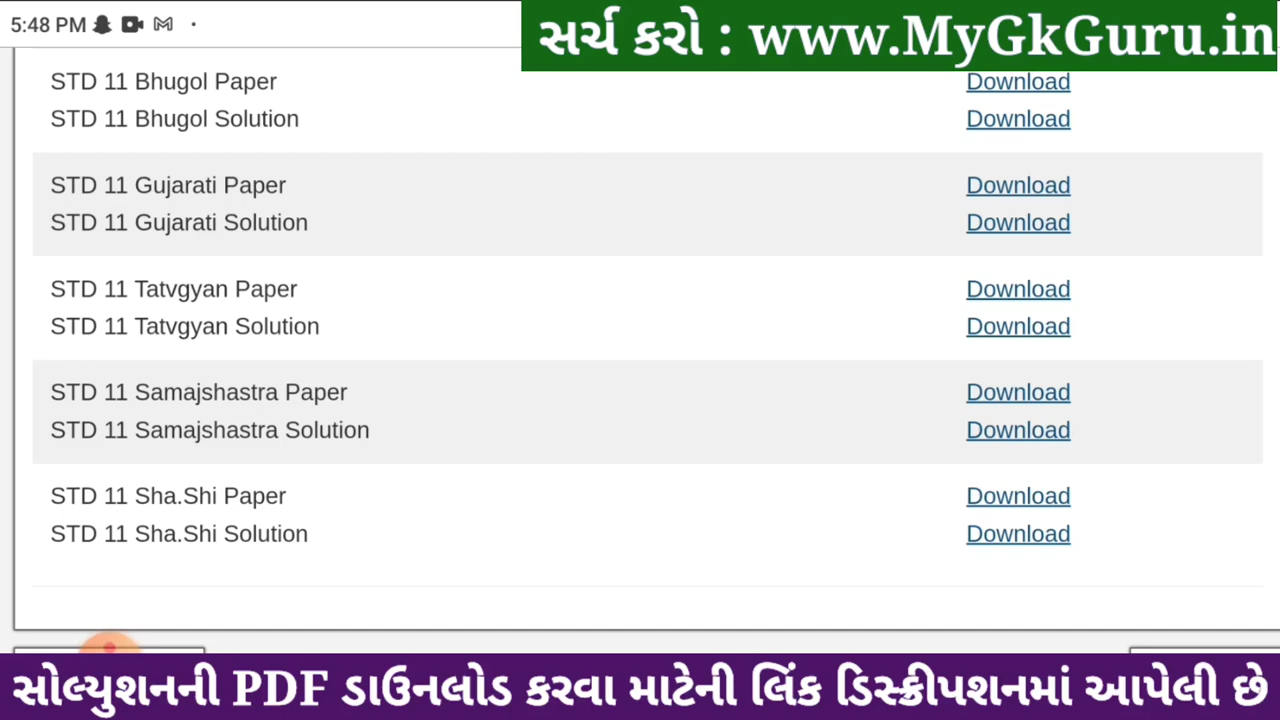 5:48 PM
સર્ચ કરો : www.MyGkGuru.in
STD 11 Bhugol Paper Download
STD 11 Bhugol Solution Download
STD 11 Gujarati Paper Download
STD 11 Gujarati Solution Download
STD 11 Tatvgyan Paper Download
STD 11 Tatvgyan Solution Download
STD 11 Samajshastra Paper Download
STD 11 Samajshastra Solution Download
STD 11 Sha.Shi Paper Download
STD 11 Sha.Shi Solution Download
સોલ્યુશનની PDF ડાઉનલોડ કરવા માટેની લિંક ડિસ્ક્રીપશનમાં આપેલી છે